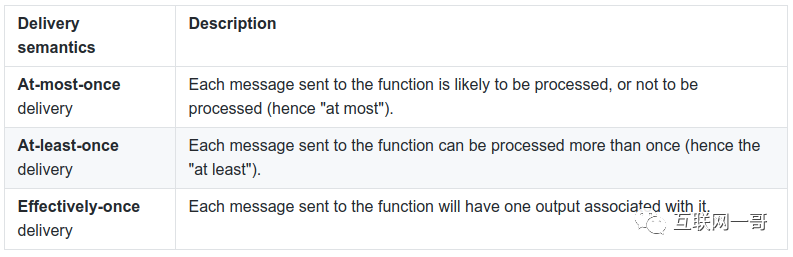 Delivery
semantics
Description
At-most-once
delivery
Each message sent to the function is likely to be processed, or not to be
processed (hence "at most").
At-least-once
delivery
Each message sent to the function can be processed more than once (hence the
"at least").
Effectively-once
delivery
Each message sent to the function will have one output associated with it.
互联网一哥